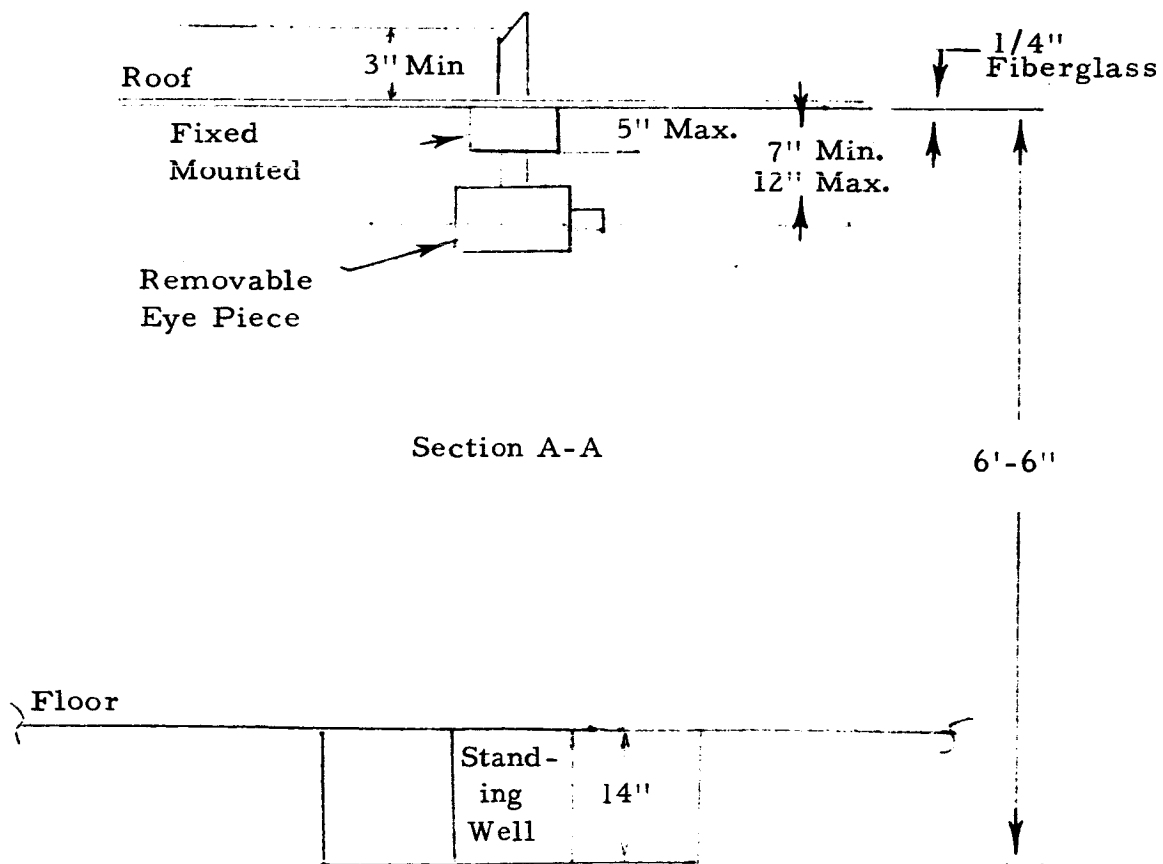 1/4"
Fiberglass
3" Min
Roof
Fixed
Mounted
5" Max.
7" Min.
12" Max.
Removable
Eye Piece
Section A-A
6'-6"
Floor
Stand-
ing
Well
14"